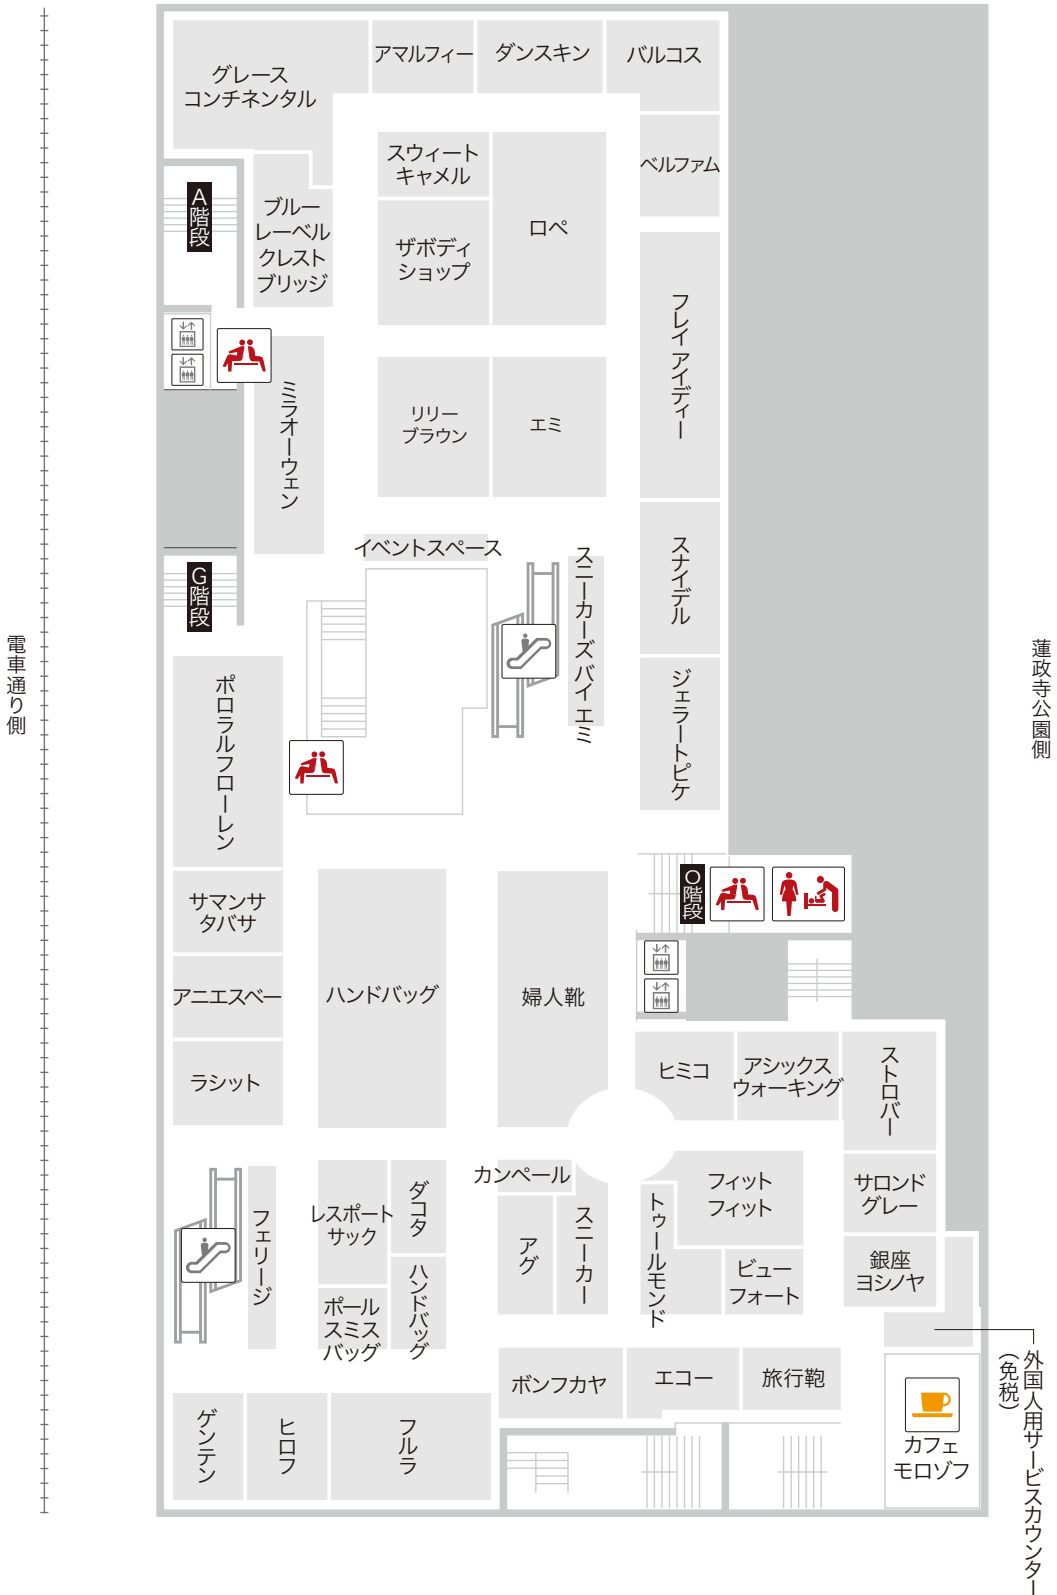 グレース
コンチネンタル
アマルフィー
ダンスキン
バルコス
スウィート
キャメル
ロペ
ベルファム
A階段
ブルー
レーベル
クレスト
ブリッジ
ザボディ
ショップ
フレイ アイディー
ミラオーウェン
リリー
ブラウン
エミ
スナイデル
イベントスペース
スニーカーズ バイ エミ
G階段
電車通り側
蓮政寺公園側
ポロラルフローレン
ジェラートピケ
サマンサ
タバサ
O階段
アニエスベー
ハンドバッグ
婦人靴
ラシット
ヒミコ
アシックス
ウォーキング
ストロバー
カンペール
フィット
フィット
サロンド
グレー
フェリージ
レスポート
サック
ダコタ
アグ
スニーカー
トゥールモンド
ビュー
フォート
銀座
ヨシノヤ
ポール
スミス
バッグ
ハンドバッグ
ボンフカヤ
エコー
旅行鞄
外国人用サービスカウンター
（免税）
ゲンテン
ヒロフ
フルラ
カフェ
モロゾフ